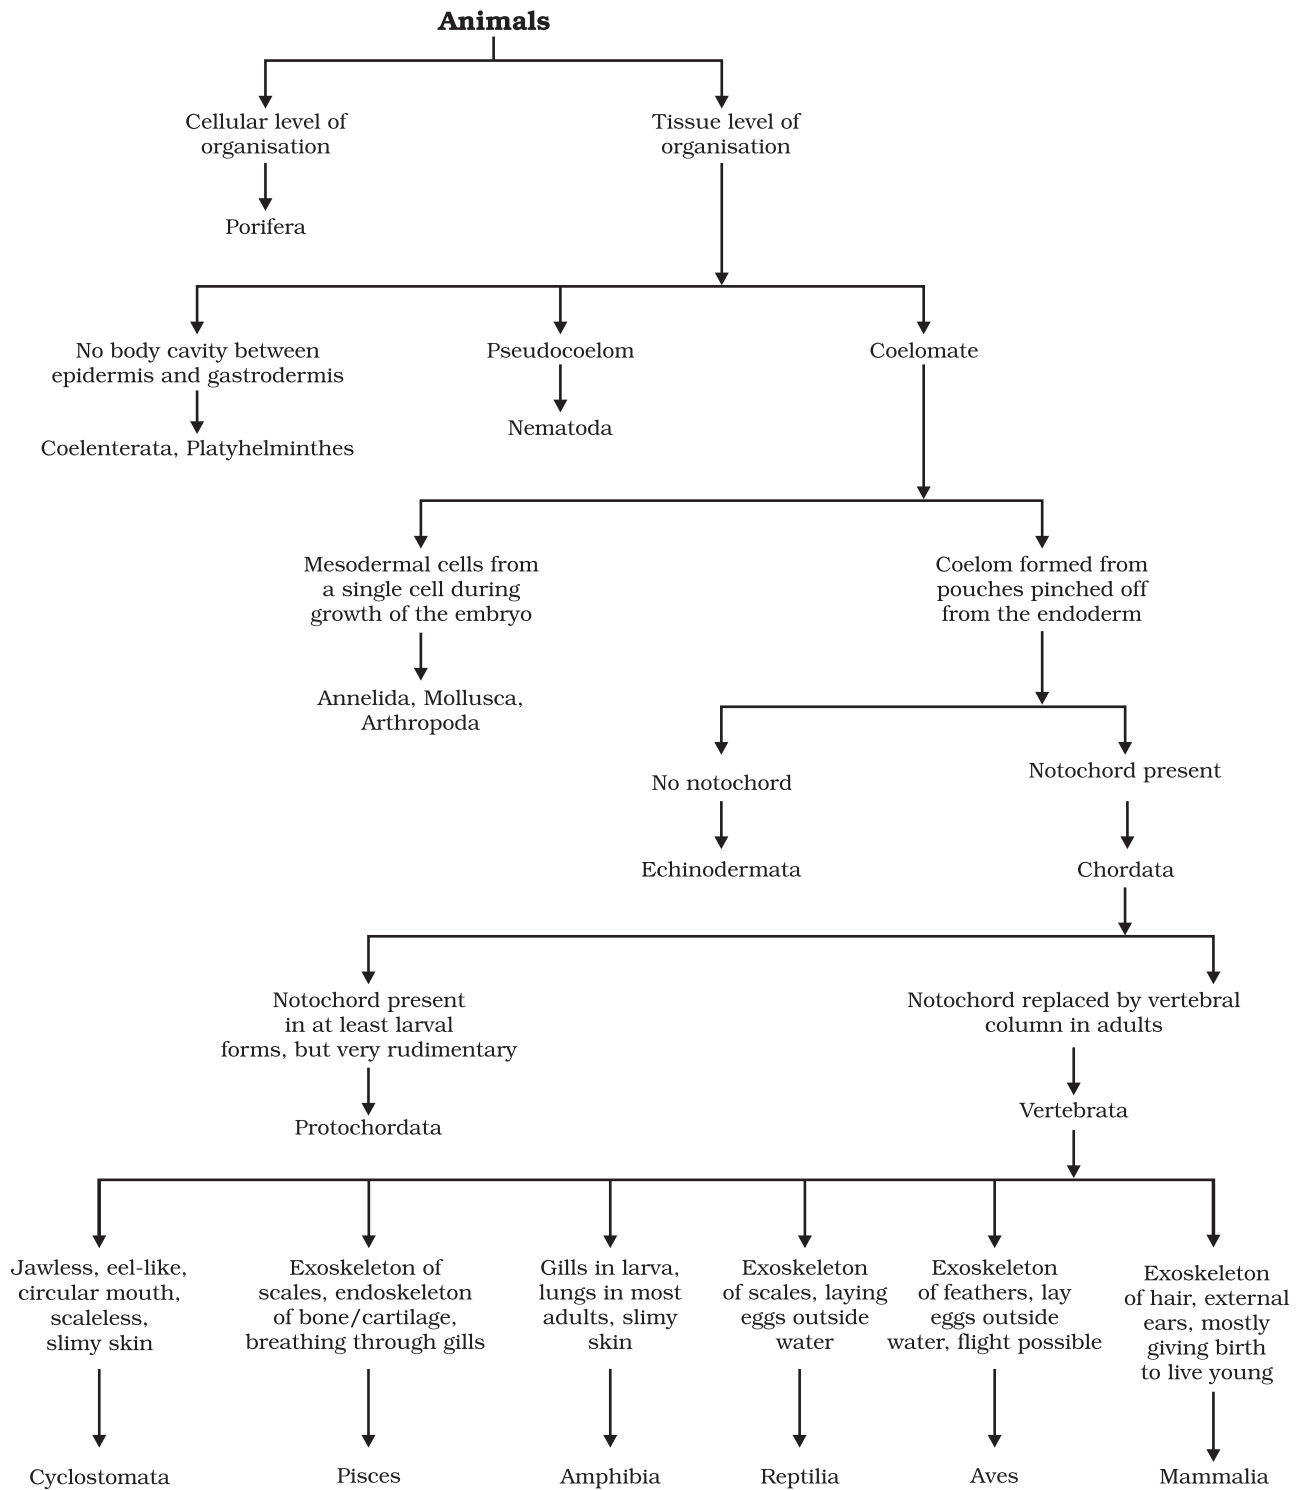 Animals
Cellular level of
organisation
Tissue level of
organisation
Porifera
No body cavity between
epidermis and gastrodermis
Pseudocoelom
Coelomate
Coelenterata, Platyhelminthes
Nematoda
Mesodermal cells from
a single cell during
growth of the embryo
Coelom formed from
pouches pinched off
from the endoderm
Annelida, Mollusca,
Arthropoda
No notochord
Notochord present
Echinodermata
Chordata
Notochord present
in at least larval
forms, but very rudimentary
Notochord replaced by vertebral
column in adults
Protochordata
Vertebrata
Jawless, eel-like,
circular mouth,
scaleless,
slimy skin
Exoskeleton of
scales, endoskeleton
of bone/cartilage,
breathing through gills
Gills in larva,
lungs in most
adults, slimy
skin
Exoskeleton
of scales, laying
eggs outside
water
Exoskeleton
of feathers, lay
eggs outside
water, flight possible
Exoskeleton
of hair, external
ears, mostly
giving birth
to live young
Cyclostomata
Pisces
Amphibia
Reptilia
Aves
Mammalia